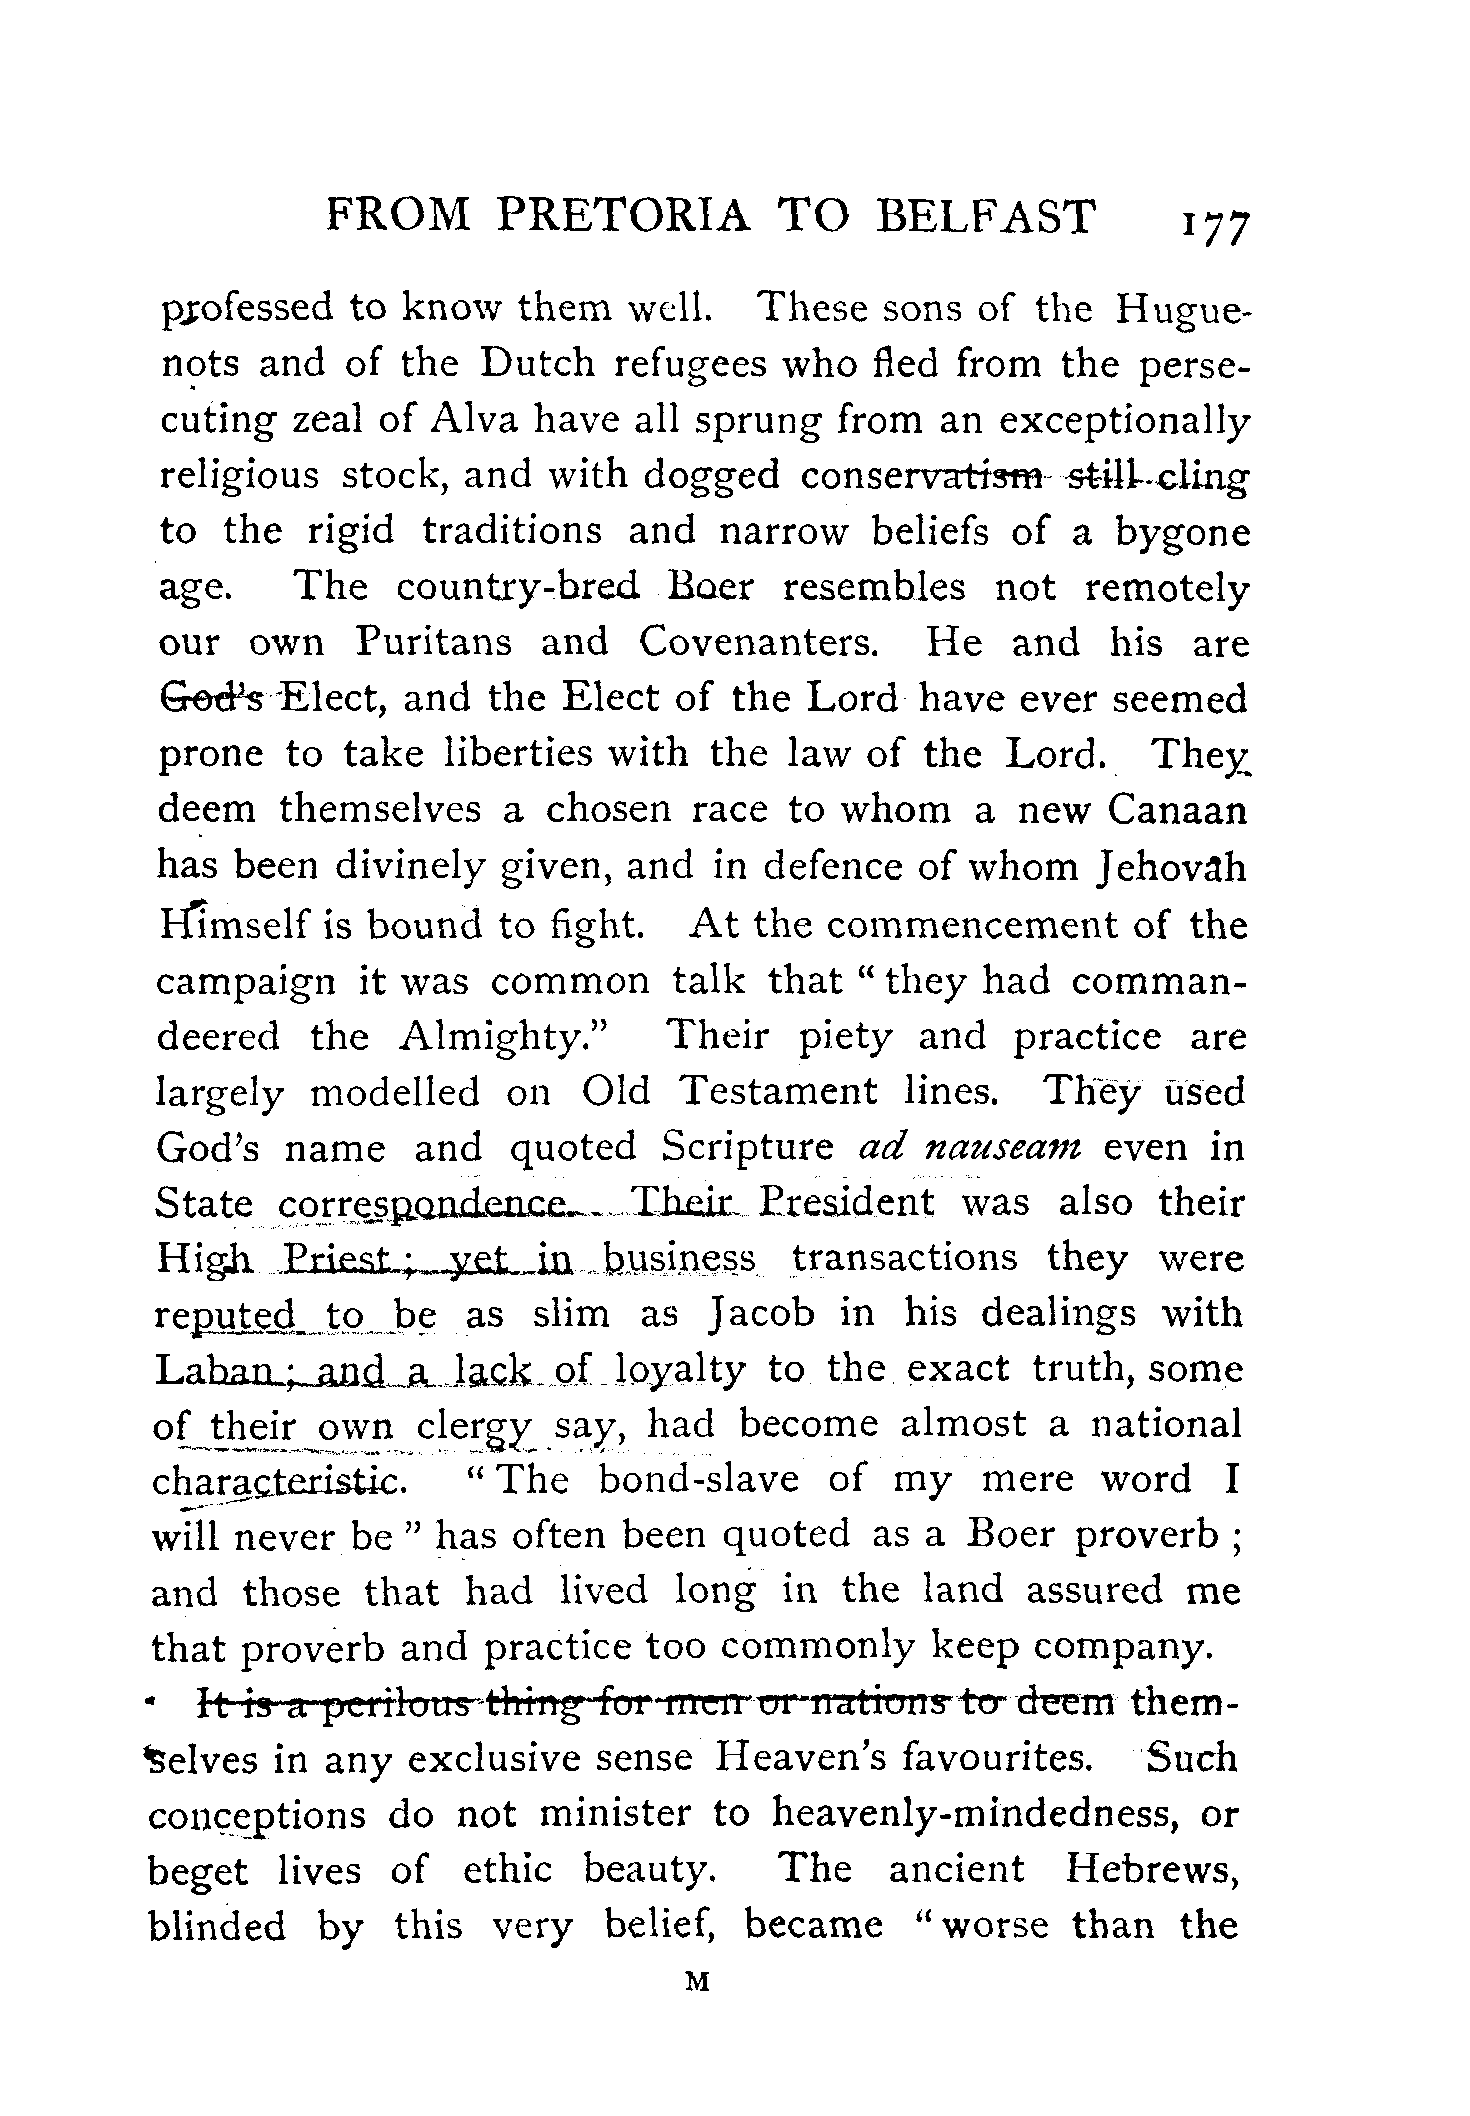 FROM PRETORIA TO BELFAST 177
professed to know them well. These sons of the Hugue-
nots and of the Dutch refugees who fled from the perse-
cuting zeal of Alva have all sprung from an exceptionally
religious stock, and with dogged conservatism still cling
to the rigid traditions and narrow beliefs of a bygone
age. The country-bred Boer resembles not remotely
our own Puritans and Covenanters. He and his are
God's Elect, and the Elect of the Lord have ever seemed
prone to take liberties with the law of the Lord. They
deem themselves a chosen race to whom a new Canaan
has been divinely given, and in defence of whom Jehovah
Himself is bound to fight. At the commencement of the
campaign it was common talk that "they had comman-
deered the Almighty." Their piety and practice are
largely modelled on Old Testament lines. They used
God's name and quoted Scripture ad nauseam even in
State correspondence. Their President was also their
High Priest; yet in business transactions they were
reputed to be as slim as Jacob in his dealings with
Laban; and a lack of loyalty to the exact truth, some
of their own clergy say, had become almost a national
characteristic. "The bond-slave of my mere word I
will never be" has often been quoted as a Boer proverb;
and those that had lived long in the land assured me
that proverb and practice too commonly keep company.
It is a perilous thing for men or nations to deem them-
selves in any exclusive sense Heaven's favourites. Such
conceptions do not minister to heavenly-mindedness, or
beget lives of ethic beauty. The ancient Hebrews,
blinded by this very belief, became "worse than the
M